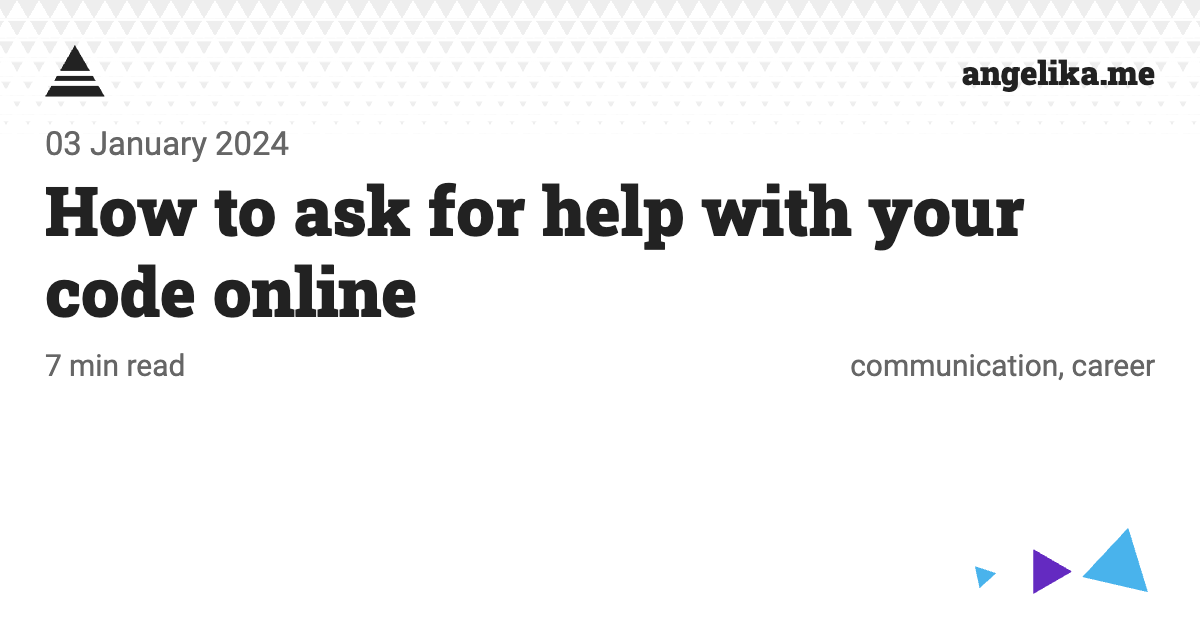 angelika.me
03 January 2024
How to ask for help with your
code online
7 min read
communication, career